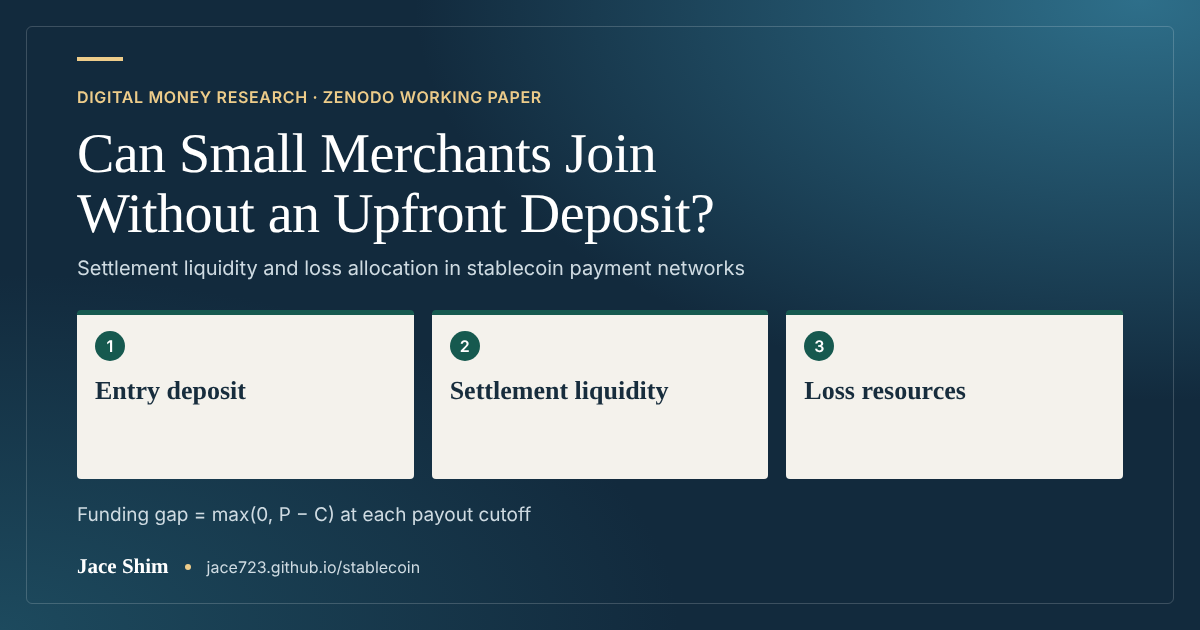 DIGITAL MONEY RESEARCH · ZENODO WORKING PAPER
Can Small Merchants Join
Without an Upfront Deposit?
Settlement liquidity and loss allocation in stablecoin payment networks
1
Entry deposit
2
Settlement liquidity
3
Loss resources
Funding gap = max(0, P − C) at each payout cutoff
Jace Shim • jace723.github.io/stablecoin